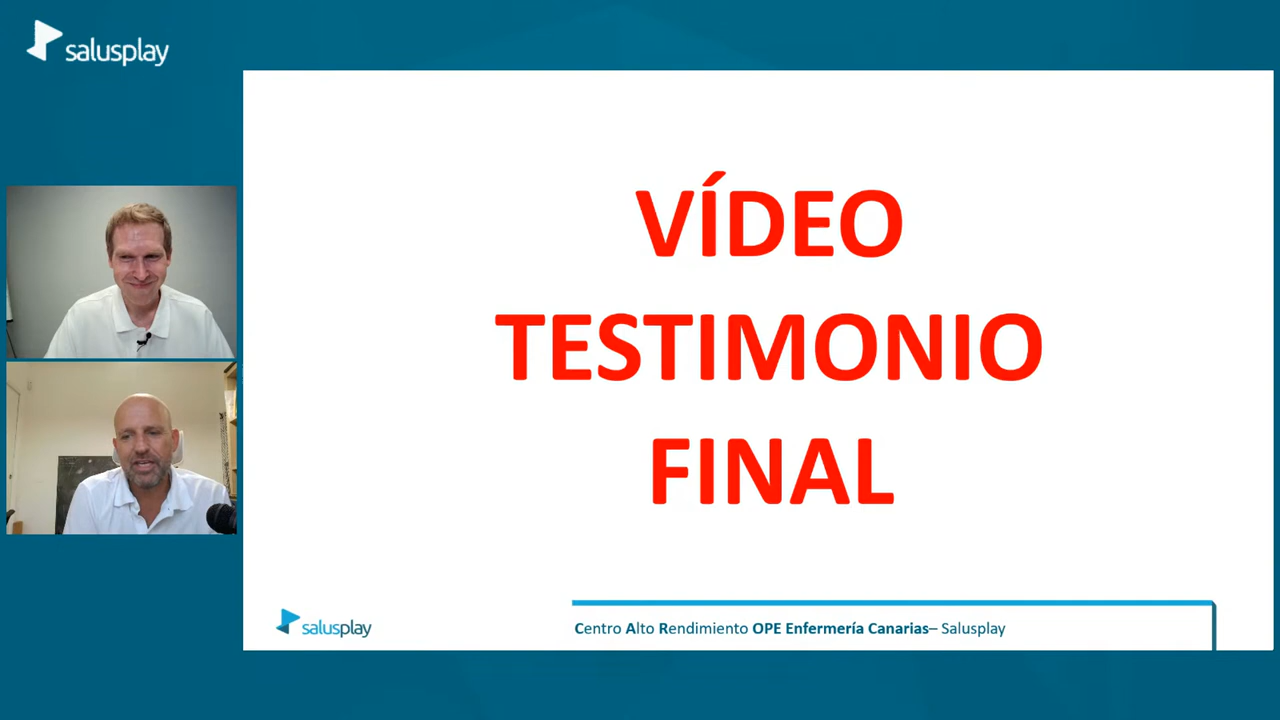 salusplay
VÍDEO
TESTIMONIO
FINAL
salusplay
Centro Alto Rendimiento OPE Enfermería Canarias– Salusplay